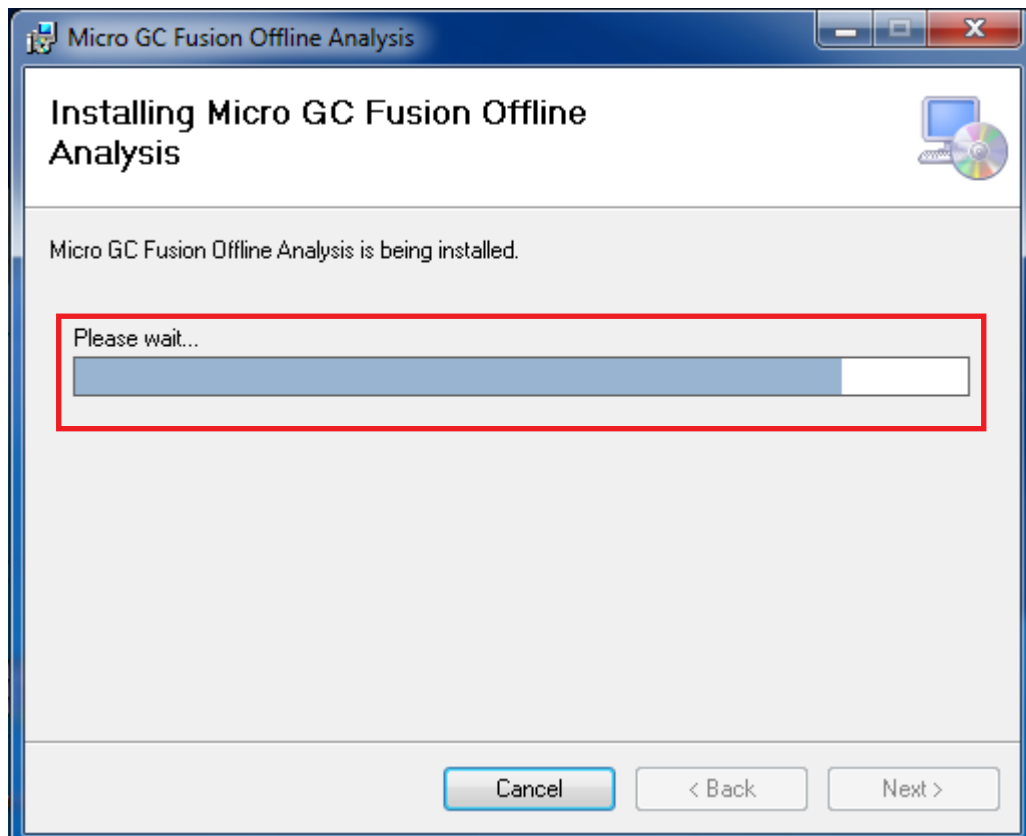 Micro GC Fusion Offline Analysis
Installing Micro GC Fusion Offline
Analysis
Micro GC Fusion Offline Analysis is being installed.
Please wait...
Cancel
< Back
Next >